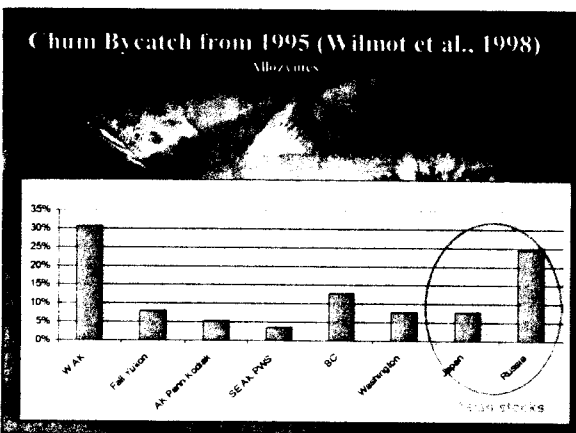 Chum Bycatch from 1995 (Wilmot et al., 1998)
Allozymes
35%
30%
25%
20%
15%
10%
5%
0%
W AK
Fall Yukon
AK Penn Kodiak
SE AK PWS
BC
Washington
Japan
Russia
stocks